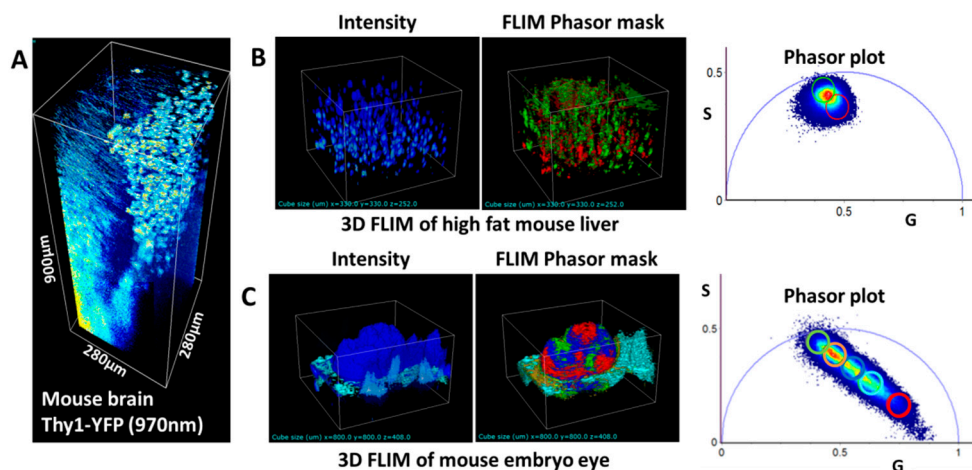 A
900μm
280μm
280μm
Mouse brain
Thy1-YFP (970nm)
B
Intensity
FLIM Phasor mask
Cube size (um) x=330.0 y=330.0 z=252.0
Cube size (um) x=330.0 y=330.0 z=252.0
3D FLIM of high fat mouse liver
Phasor plot
S
0.5
0
0
0.5
G
1
C
Intensity
FLIM Phasor mask
Cube size (um) x=800.0 y=800.0 z=408.0
Cube size (um) x=800.0 y=800.0 z=408.0
3D FLIM of mouse embryo eye
Phasor plot
S
0.5
0
0
0.5
G
1